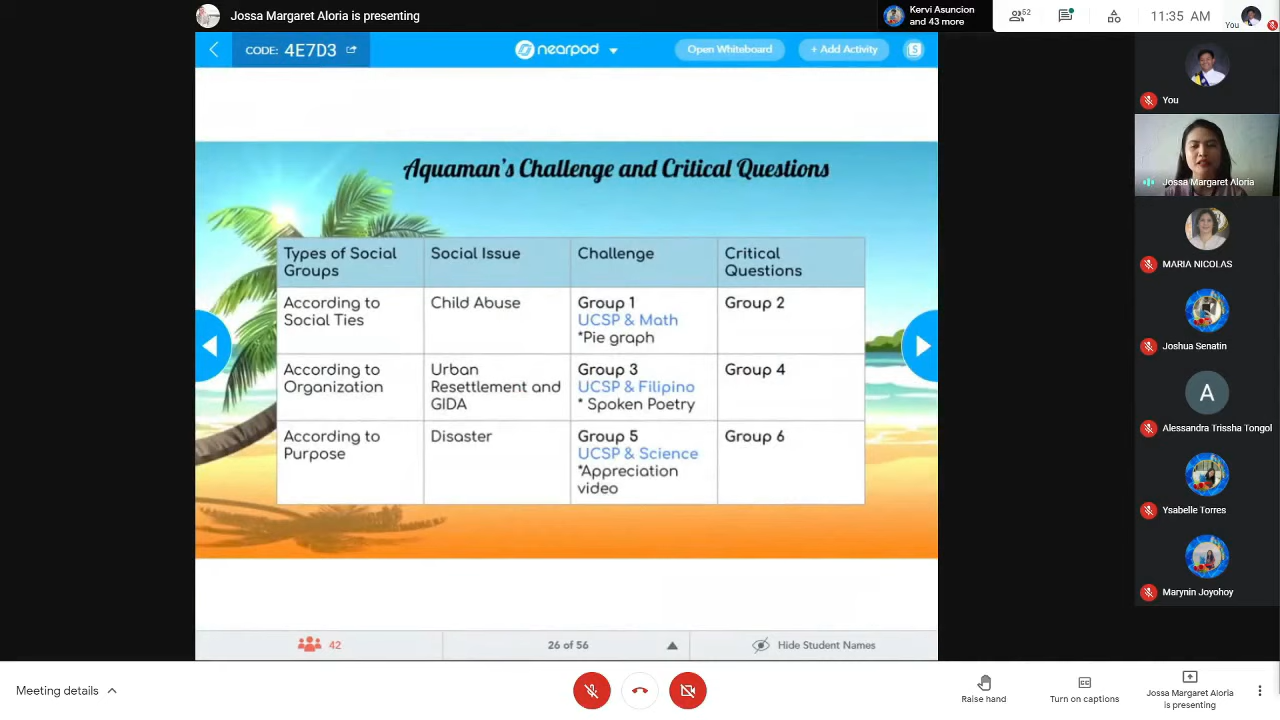 Jossa Margaret Aloria is presenting
Kervi Asuncion
and 43 more
52
11:35 AM
You
CODE: 4E7D3
nearpod
Open Whiteboard
+ Add Activity
S
Aquaman's Challenge and Critical Questions
Types of Social
Groups
Social Issue
Challenge
Critical
Questions
According to
Social Ties
Child Abuse
Group 1
UCSP & Math
*Pie graph
Group 2
According to
Organization
Urban
Resettlement and
GIDA
Group 3
UCSP & Filipino
* Spoken Poetry
Group 4
According to
Purpose
Disaster
Group 5
UCSP & Science
*Appreciation
video
Group 6
42
26 of 56
Hide Student Names
You
Jossa Margaret Aloria
MARIA NICOLAS
Joshua Senatin
A
Alessandra Trissha Tongol
Ysabelle Torres
Marynin Joyohoy
Meeting details
Raise hand
Turn on captions
Jossa Margaret Aloria
is presenting